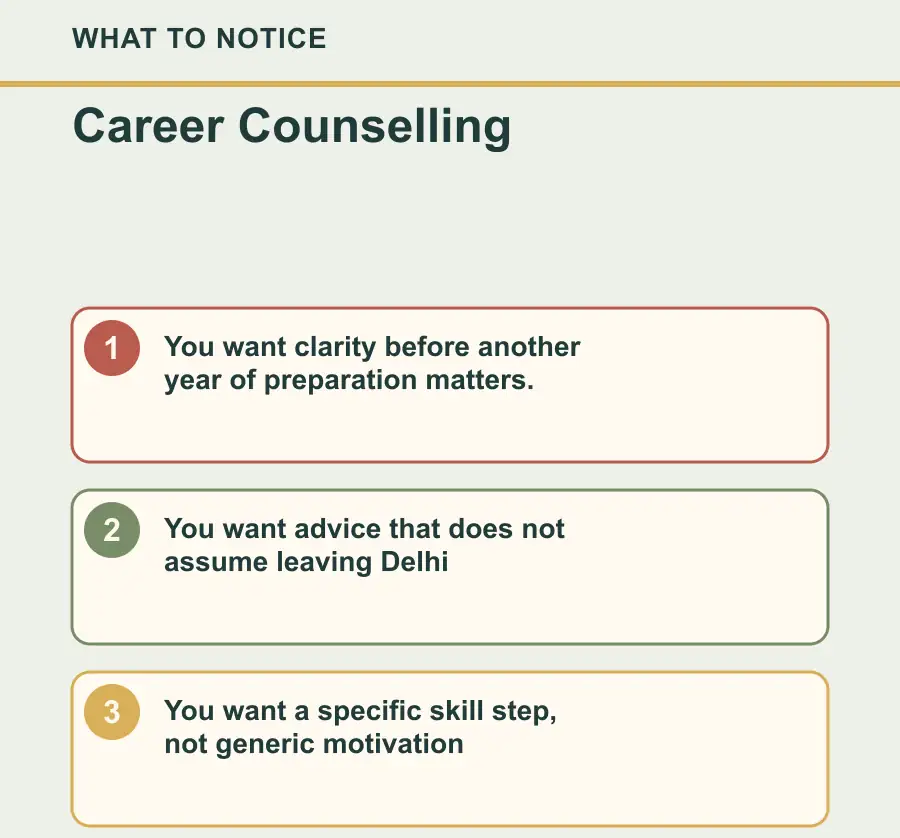 WHAT TO NOTICE
Career Counselling
1
You want clarity before another
year of preparation matters.
2
You want advice that does not
assume leaving Delhi
3
You want a specific skill step,
not generic motivation